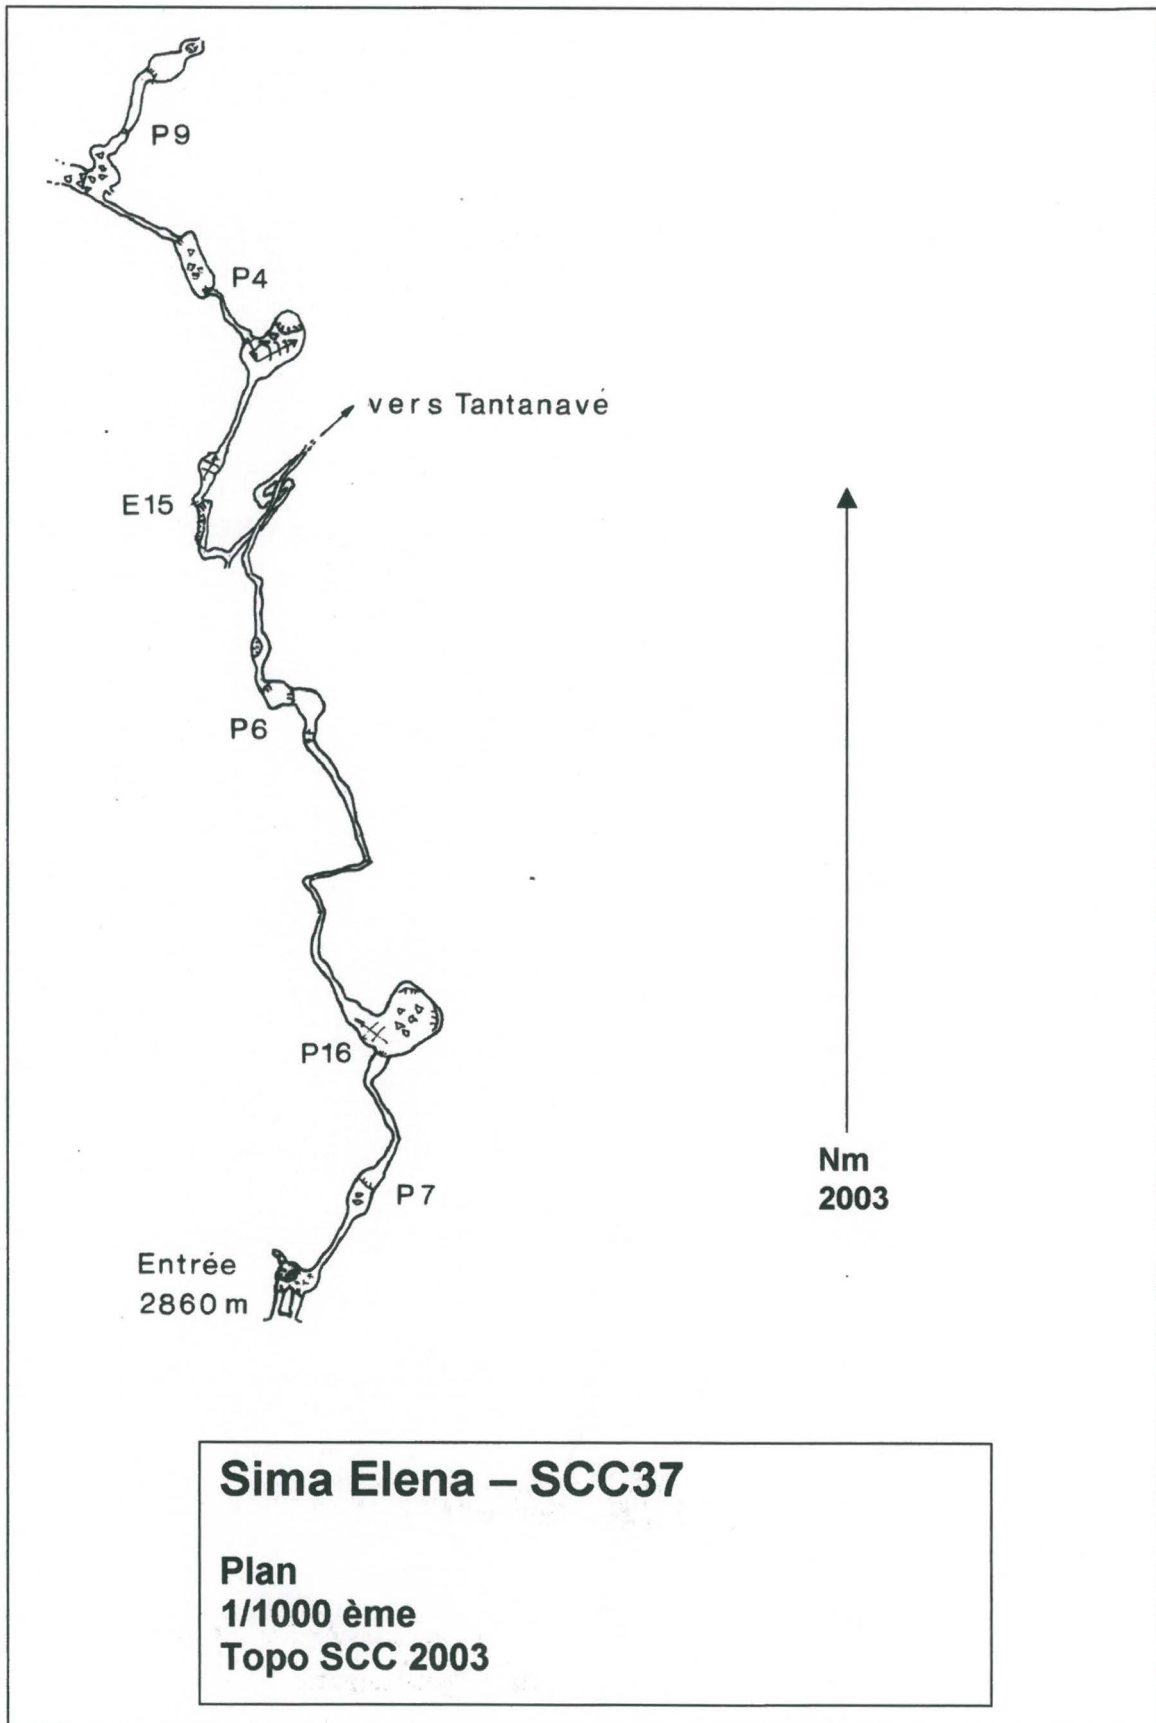 P9
P4
vers Tantanavé
E15
P6
P16
Nm
2003
P7
Entrée
2860 m
Sima Elena – SCC37
Plan
1/1000 ème
Topo SCC 2003